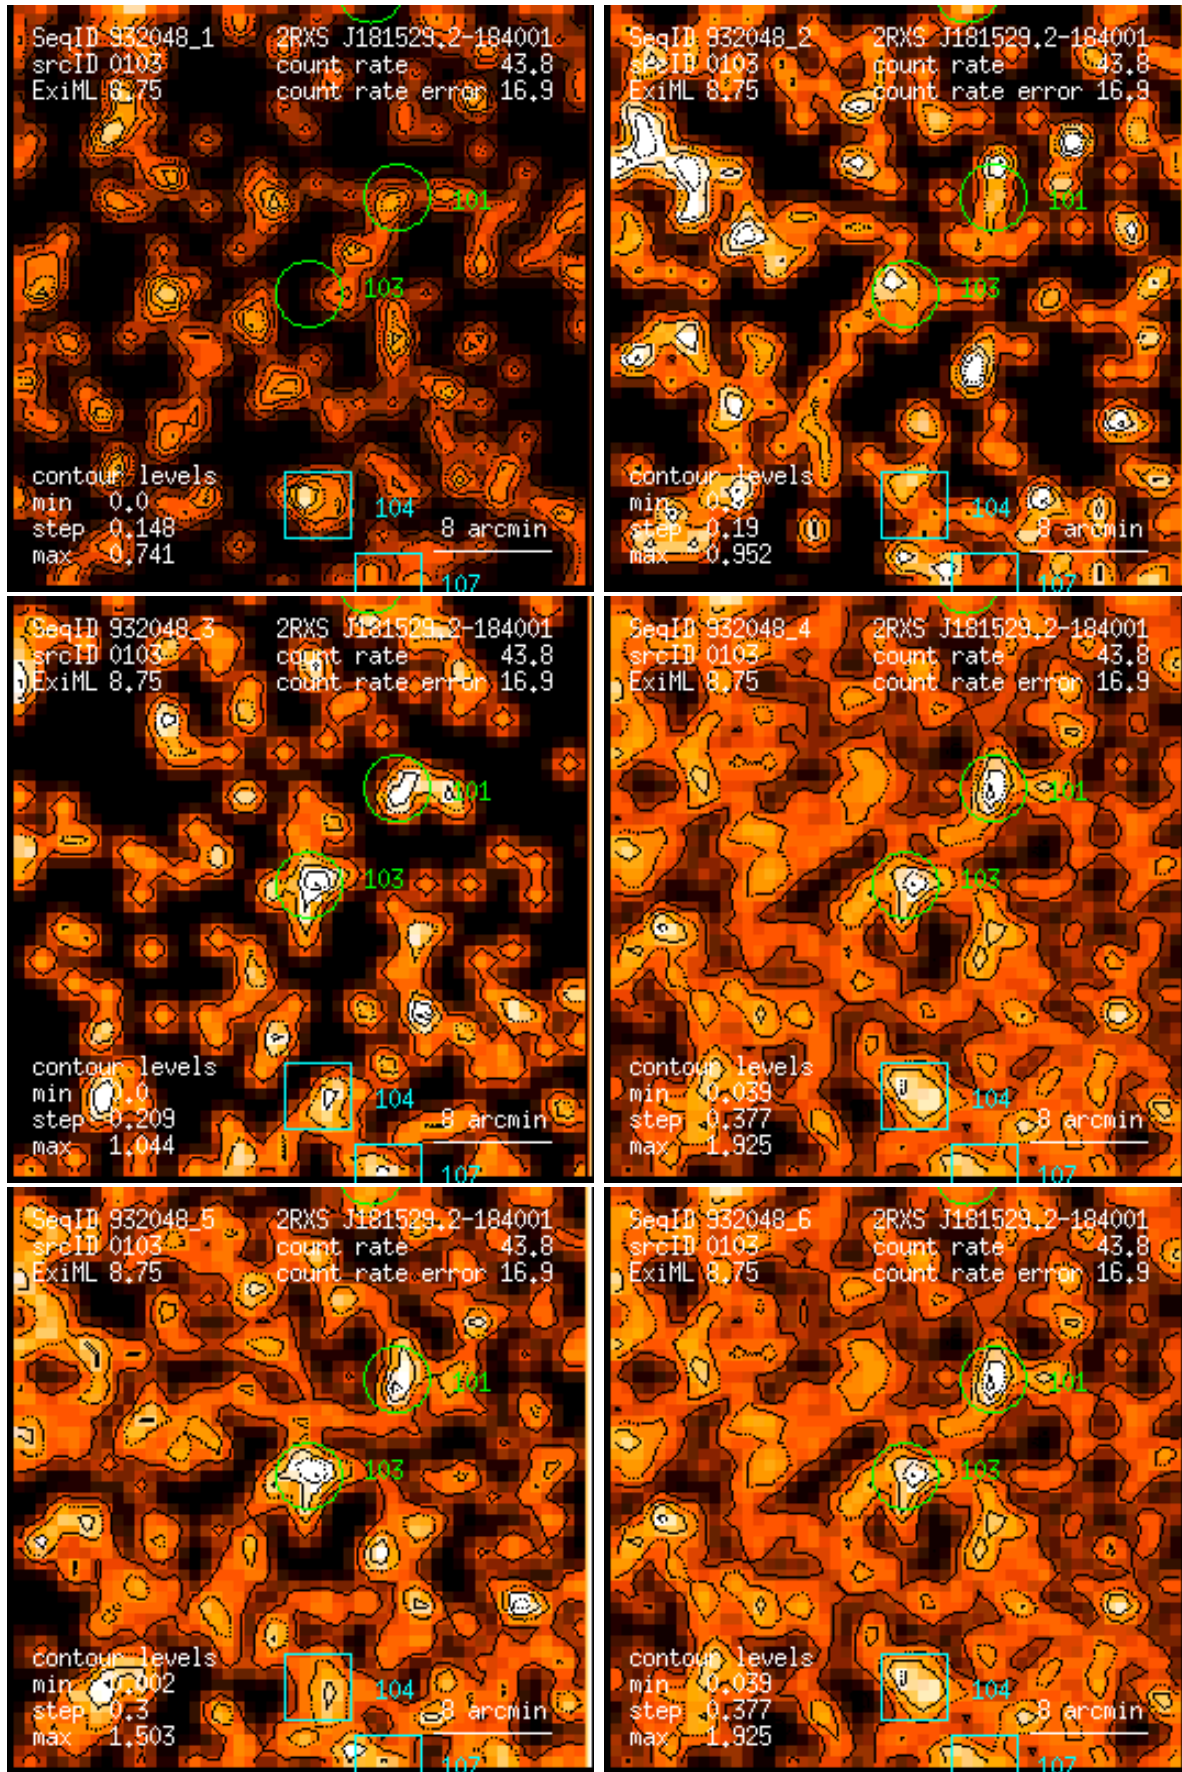 SeqID 932048_1 2RXS J181529.2-184001
srcID 0103 count rate 43.8
ExiML 8.75 count rate error 16.9
101
103
contour levels
min 0.0
step 0.148
max 0.741
104
8 arcmin
107
SeqID 932048_2 2RXS J181529.2-184001
srcID 0103 count rate 43.8
ExiML 8.75 count rate error 16.9
101
103
contour levels
min
step 0.19
max 0.952
104
8 arcmin
107
SeqID 932048_3 2RXS J181529.2-184001
srcID 0103 count rate 43.8
ExiML 8.75 count rate error 16.9
101
103
contour levels
min 0.0
step 0.209
max 1.044
104
8 arcmin
107
SeqID 932048_4 2RXS J181529.2-184001
srcID 0103 count rate 43.8
ExiML 8.75 count rate error 16.9
101
103
contour levels
min 0.039
step 0.377
max 1.925
104
8 arcmin
107
SeqID 932048_5 2RXS J181529.2-184001
srcID 0103 count rate 43.8
ExiML 8.75 count rate error 16.9
101
103
contour levels
min 0.002
step 0.3
max 1.503
104
8 arcmin
107
SeqID 932048_6 2RXS J181529.2-184001
srcID 0103 count rate 43.8
ExiML 8.75 count rate error 16.9
101
103
contour levels
min 0.039
step 0.377
max 1.925
104
8 arcmin
107